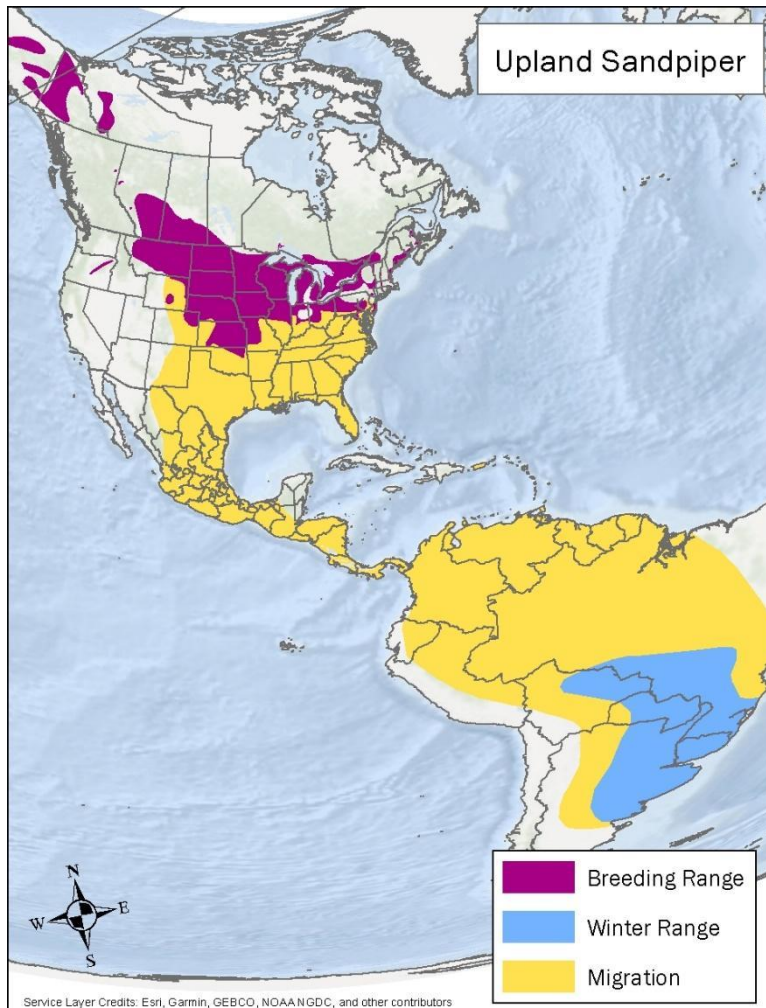 Upland Sandpiper
N
W E
S
Breeding Range
Winter Range
Migration
Service Layer Credits: Esri, Garmin, GEBCO, NOAA NGDC, and other contributors